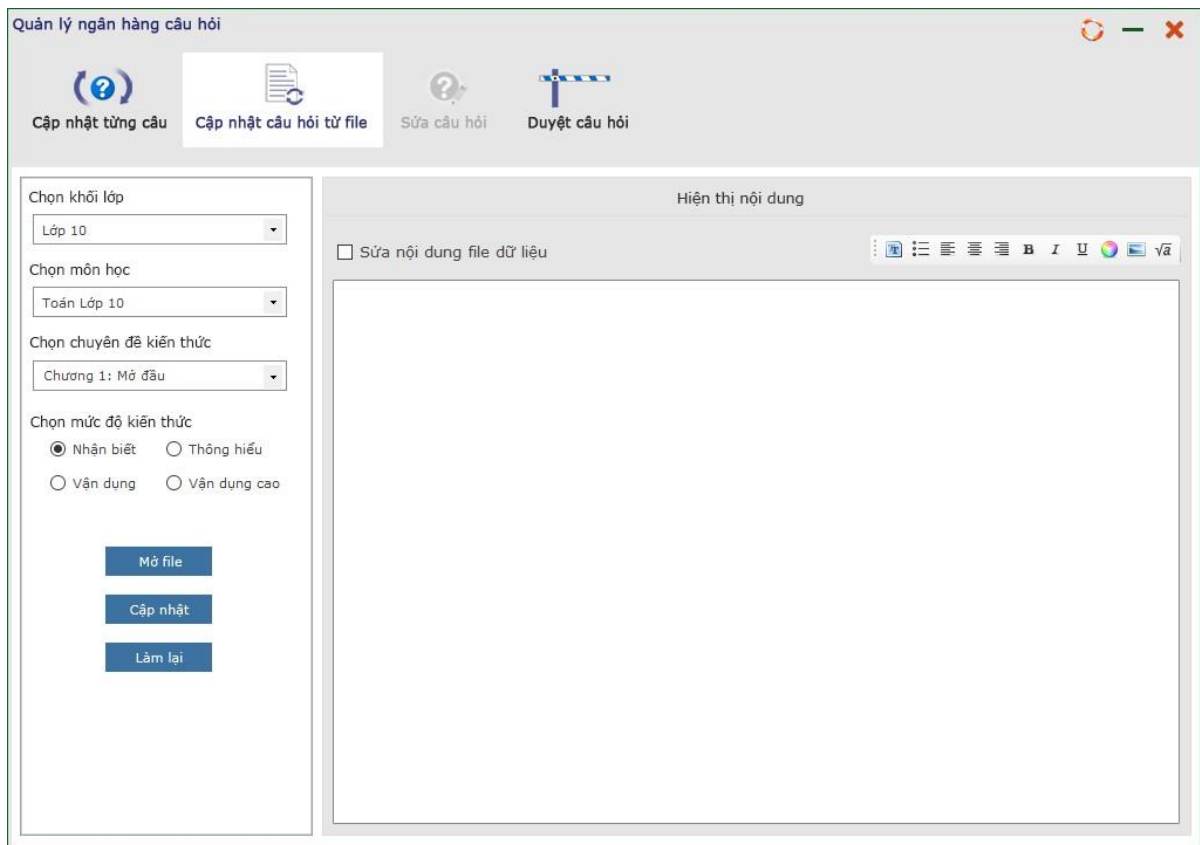 Quản lý ngân hàng câu hỏi
Cập nhật từng câu
Cập nhật câu hỏi từ file
Sửa câu hỏi
Duyệt câu hỏi
Chọn khối lớp
Lớp 10
Chọn môn học
Toán Lớp 10
Chọn chuyên đề kiến thức
Chương 1: Mở đầu
Chọn mức độ kiến thức
Nhận biết
Thông hiểu
Vận dụng
Vận dụng cao
Mở file
Cập nhật
Làm lại
Hiện thị nội dung
Sửa nội dung file dữ liệu
B I U √a